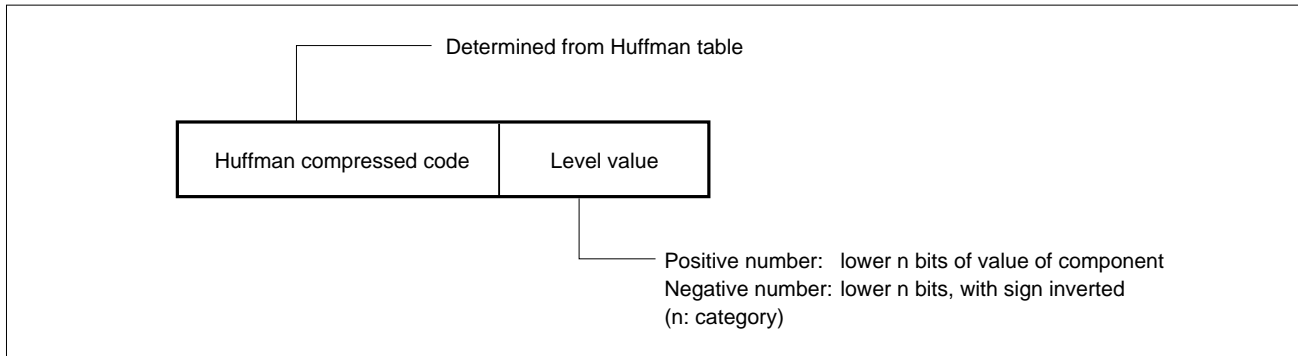 Determined from Huffman table
Huffman compressed code
Level value
Positive number: lower n bits of value of component
Negative number: lower n bits, with sign inverted
(n: category)